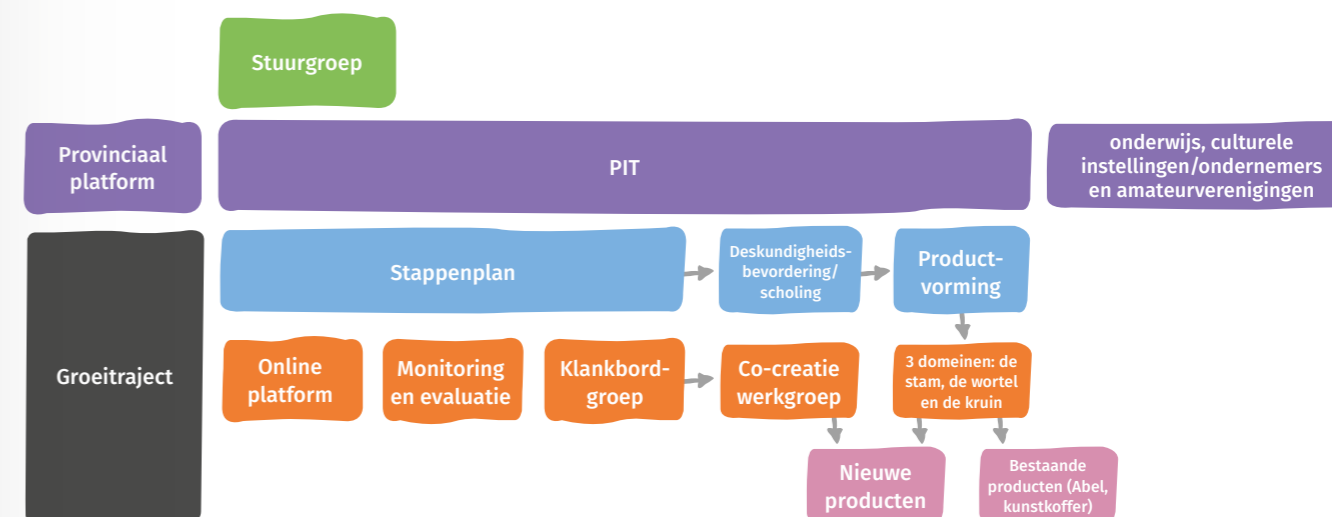 Stuurgroep
Provinciaal
platform
PIT
onderwijs, culturele
instellingen/ondernemers
en amateurverenigingen
Groeitraject
Stappenplan
Deskundigheids-
bevordering/
scholing
Product-
vorming
Online
platform
Monitoring
en evaluatie
Klankbord-
groep
Co-creatie
werkgroep
3 domeinen: de
stam, de wortel
en de kruin
Nieuwe
producten
Bestaande
producten (Abel,
kunstkoffer)